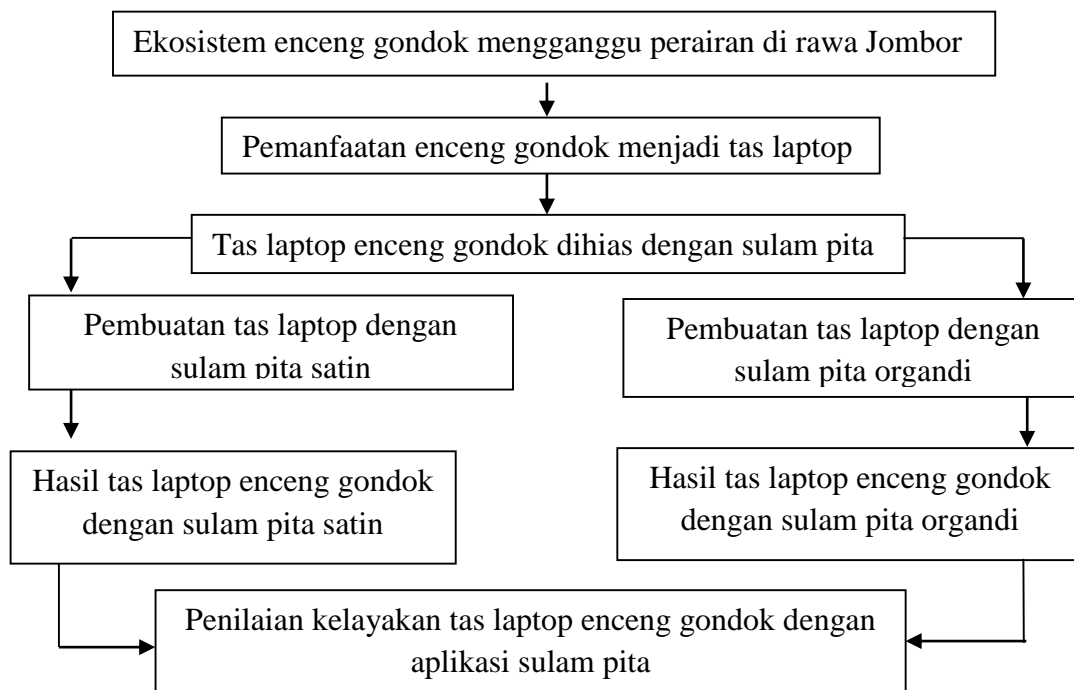 Ekosistem enceng gondok mengganggu perairan di rawa Jombor
Pemanfaatan enceng gondok menjadi tas laptop
Tas laptop enceng gondok dihias dengan sulam pita
Pembuatan tas laptop dengan
sulam pita satin
Pembuatan tas laptop dengan
sulam pita organdi
Hasil tas laptop enceng gondok
dengan sulam pita satin
Hasil tas laptop enceng gondok
dengan sulam pita organdi
Penilaian kelayakan tas laptop enceng gondok dengan
aplikasi sulam pita